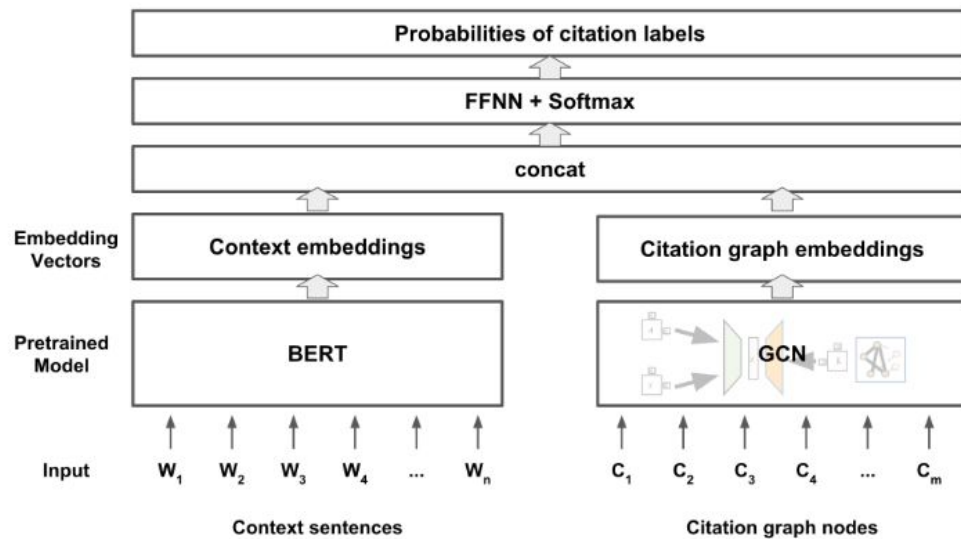 Probabilities of citation labels
FFNN + Softmax
concat
Embedding
Vectors
Context embeddings
Citation graph embeddings
Pretrained
Model
BERT
GCN
Input
W1 W2 W3 W4 ... Wn
C1 C2 C3 C4 ... Cm
Context sentences
Citation graph nodes